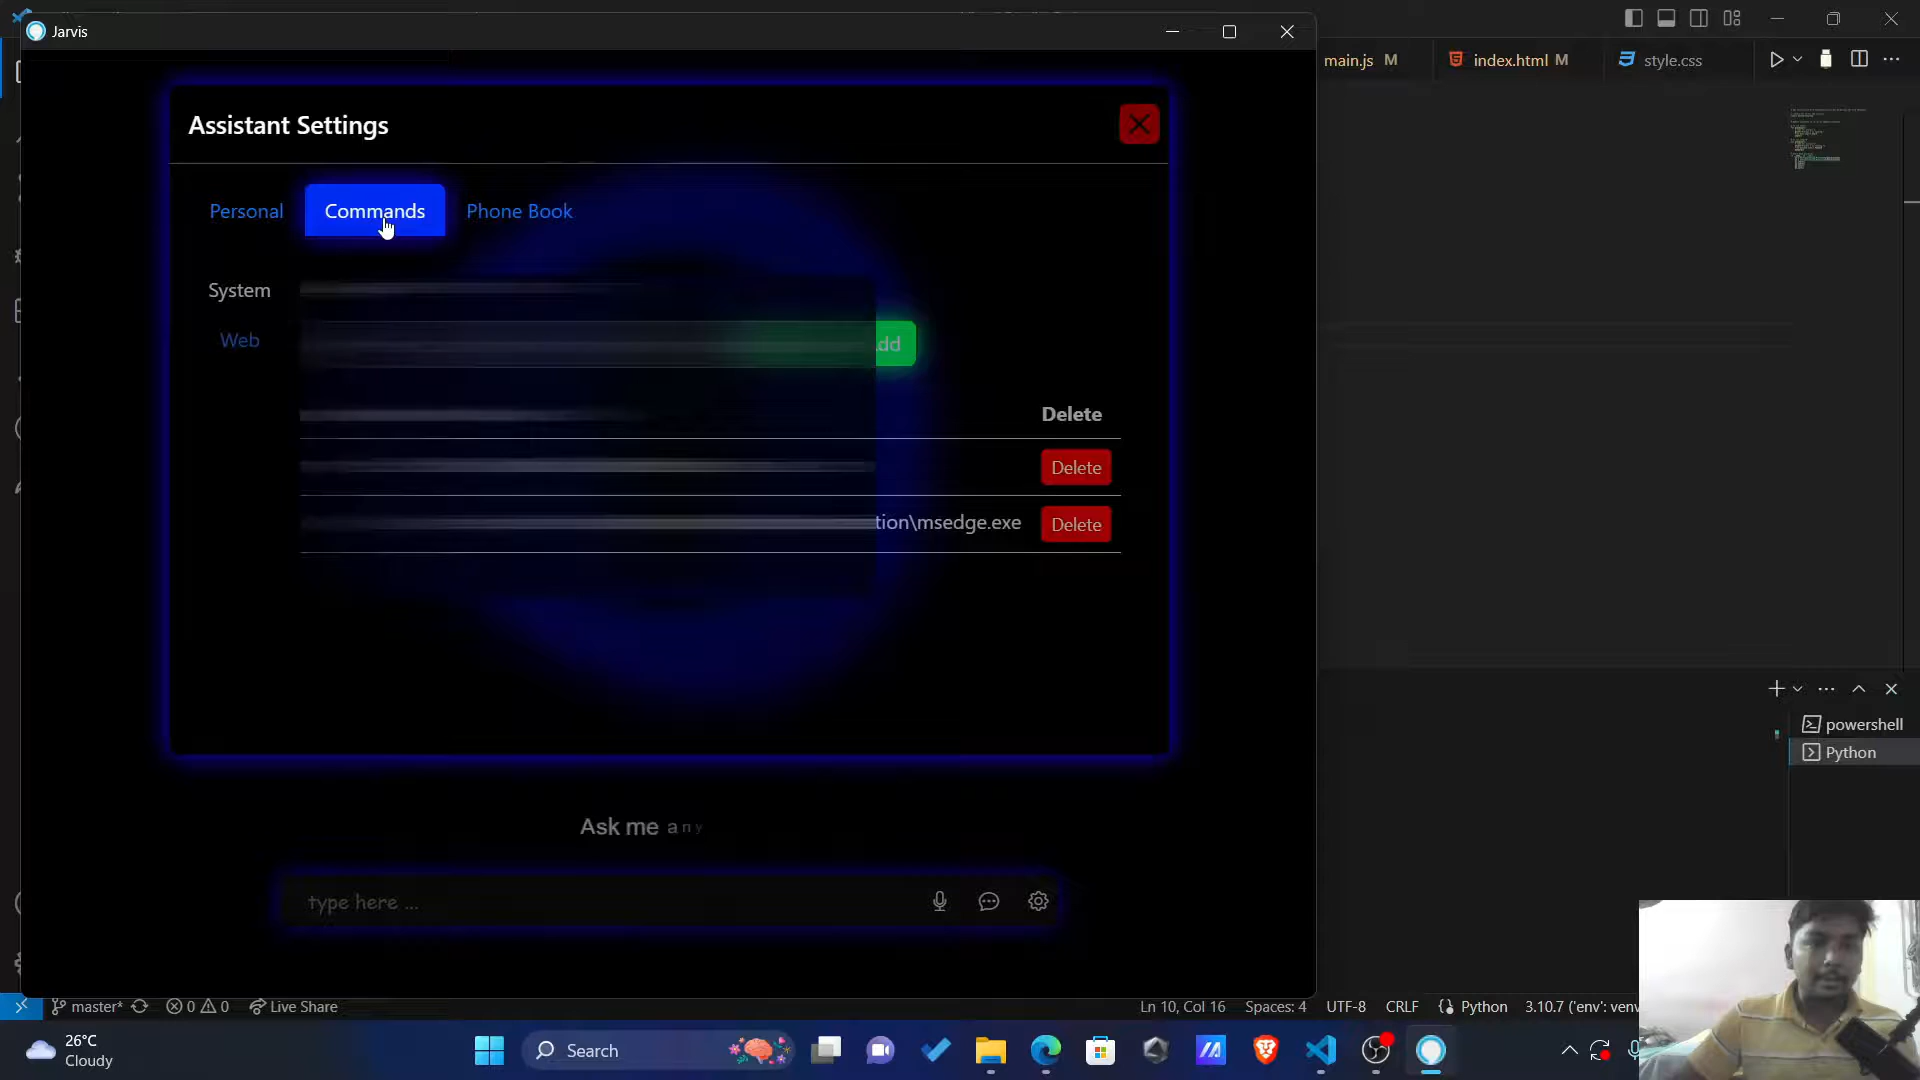 Jarvis
main.js M
index.html M
style.css
Assistant Settings
Personal
Commands
Phone Book
System
Web
dd
Delete
Delete
tion\msedge.exe
Delete
powershell
Python
Ask me any
type here ...
master*
0
0
Live Share
Ln 10, Col 16
Spaces: 4
UTF-8
CRLF
Python
3.10.7 ('env': venv
26°C
Cloudy
Search